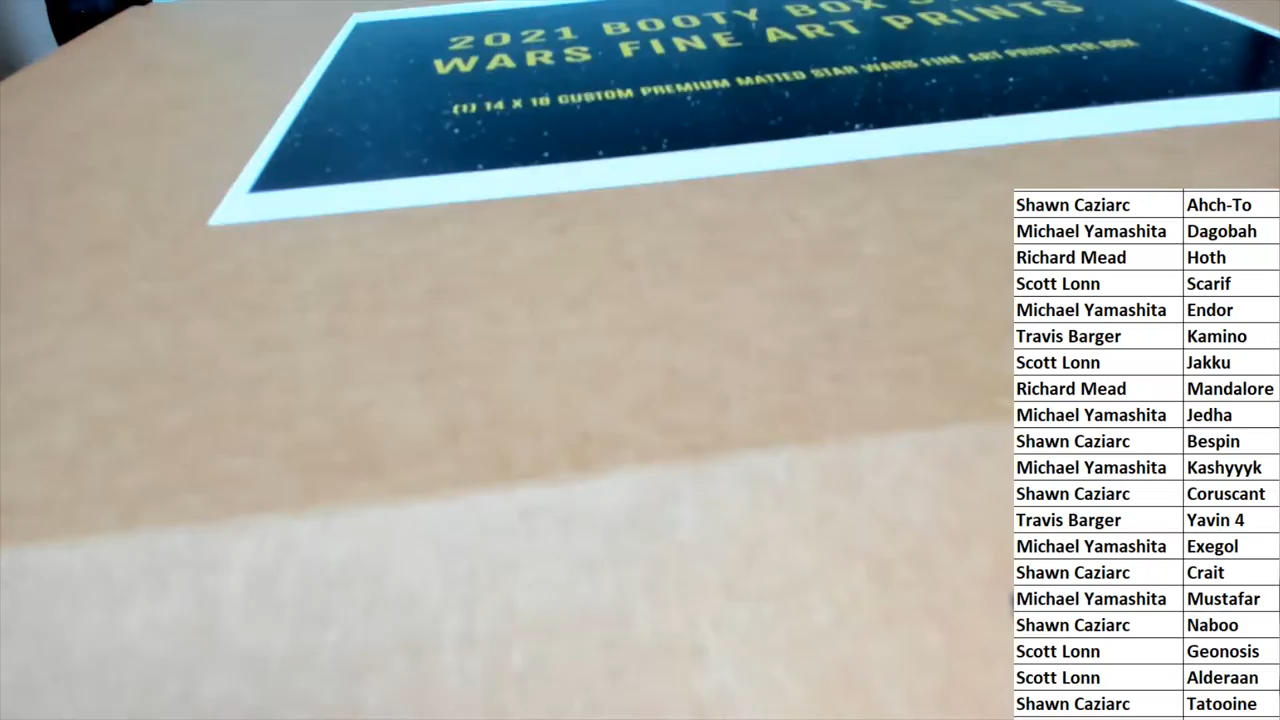 2021 BOOTY BOX
WARS FINE ART PRINTS
(1) 14 X 18 CUSTOM PREMIUM MATTED STAR WARS FINE ART PRINT PER BOX
Shawn Caziarc Ahch-To
Michael Yamashita Dagobah
Richard Mead Hoth
Scott Lonn Scarif
Michael Yamashita Endor
Travis Barger Kamino
Scott Lonn Jakku
Richard Mead Mandalore
Michael Yamashita Jedha
Shawn Caziarc Bespin
Michael Yamashita Kashyyyk
Shawn Caziarc Coruscant
Travis Barger Yavin 4
Michael Yamashita Exegol
Shawn Caziarc Crait
Michael Yamashita Mustafar
Shawn Caziarc Naboo
Scott Lonn Geonosis
Scott Lonn Alderaan
Shawn Caziarc Tatooine